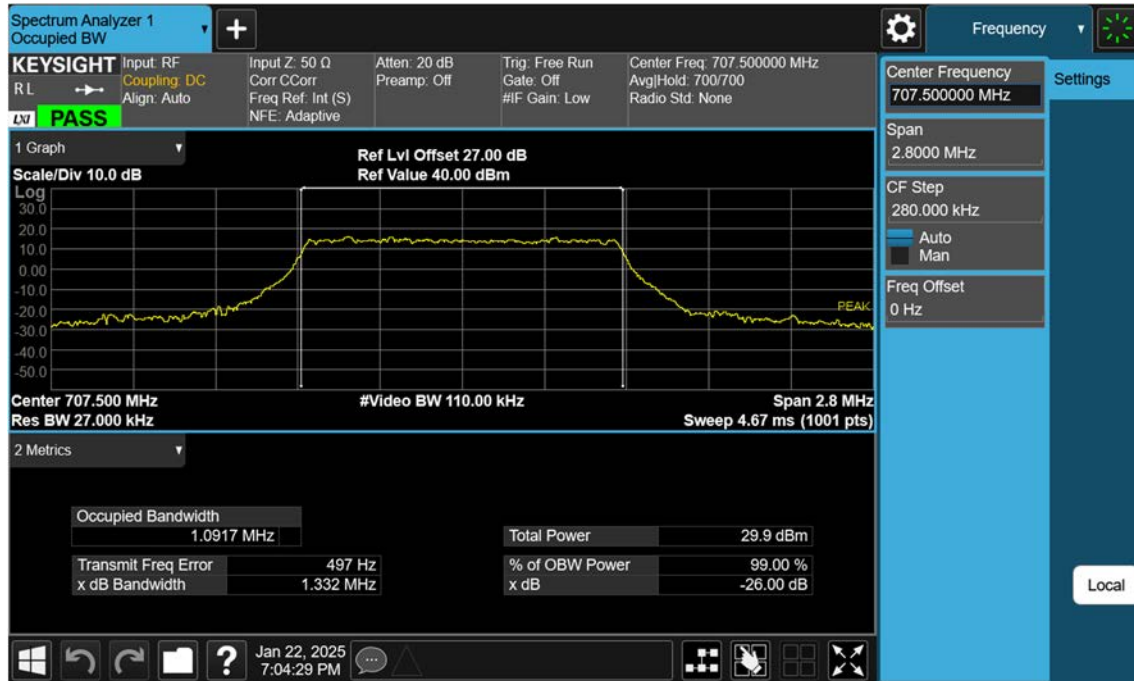 Spectrum Analyzer 1
Occupied BW
Frequency
KEYSIGHT
RL
LXI PASS
Input: RF
Coupling: DC
Align: Auto
Input Z: 50 Ω
Corr CCorr
Freq Ref: Int (S)
NFE: Adaptive
Atten: 20 dB
Preamp: Off
Trig: Free Run
Gate: Off
#IF Gain: Low
Center Freq: 707.500000 MHz
Avg|Hold: 700/700
Radio Std: None
Center Frequency
707.500000 MHz
Settings
Span
2.8000 MHz
CF Step
280.000 kHz
Auto
Man
Freq Offset
0 Hz
Local
1 Graph
Scale/Div 10.0 dB
Ref Lvl Offset 27.00 dB
Ref Value 40.00 dBm
Log
30.0
20.0
10.0
0.00
-10.0
-20.0
-30.0
-40.0
-50.0
PEAK
Center 707.500 MHz
Res BW 27.000 kHz
#Video BW 110.00 kHz
Span 2.8 MHz
Sweep 4.67 ms (1001 pts)
2 Metrics
Occupied Bandwidth
1.0917 MHz
Total Power 29.9 dBm
Transmit Freq Error 497 Hz
% of OBW Power 99.00 %
x dB Bandwidth 1.332 MHz
x dB -26.00 dB
?
Jan 22, 2025
7:04:29 PM